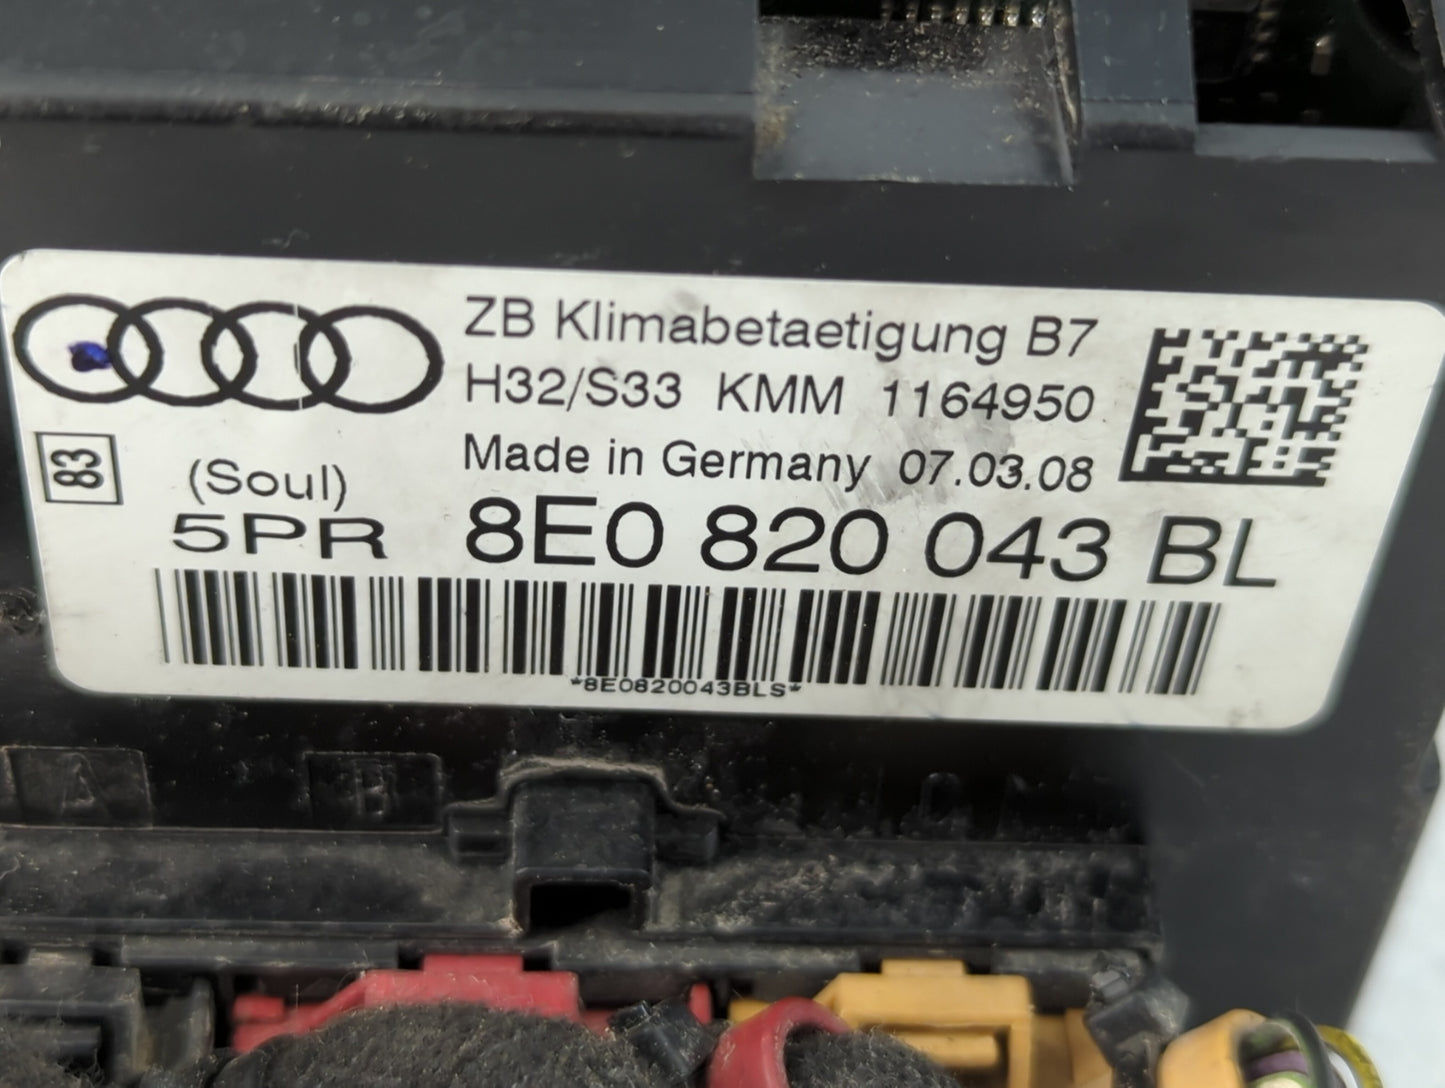 ZB Klimabetaetigung B7
H32/S33 KMM 1164950
Made in Germany 07.03.08
83
(Soul)
5PR
8E0 820 043 BL
*8E0820043BLS*
A
B
C